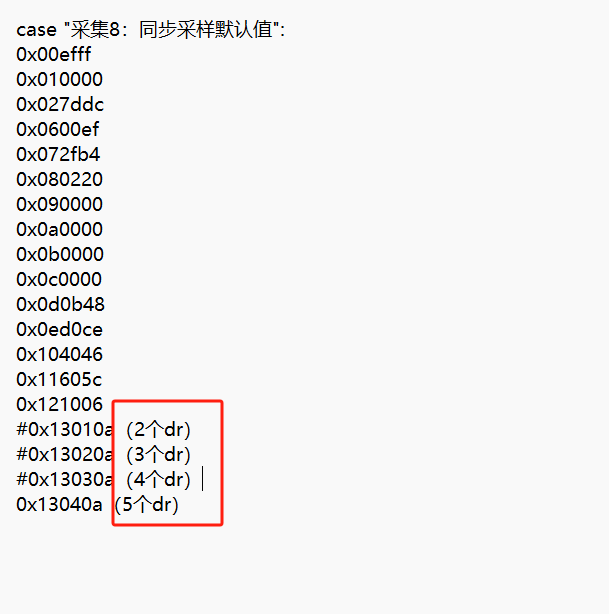 case "采集8：同步采样默认值":
0x00efff
0x010000
0x027ddc
0x0600ef
0x072fb4
0x080220
0x090000
0x0a0000
0x0b0000
0x0c0000
0x0d0b48
0x0ed0ce
0x104046
0x11605c
0x121006
#0x13010a（2个dr）
#0x13020a（3个dr）
#0x13030a（4个dr）
0x13040a（5个dr）